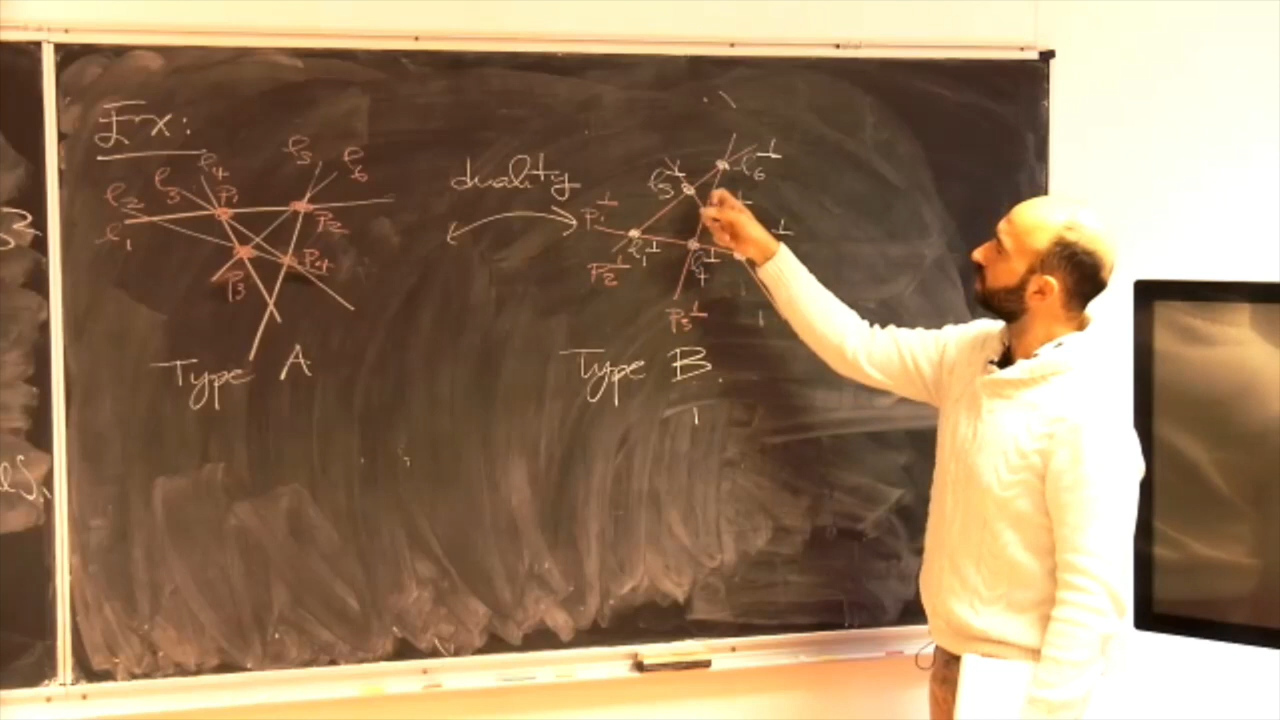 Ex:
ℓ₂ ℓ₃ ℓ₄ P₁ ℓ₅ ℓ₆
ℓ₁ P₂
P₃ P₄
Type A
duality
ℓ₆^⊥
P₁^⊥
P₂^⊥ ℓ₁^⊥ ℓ₄^⊥
P₃^⊥
Type B.